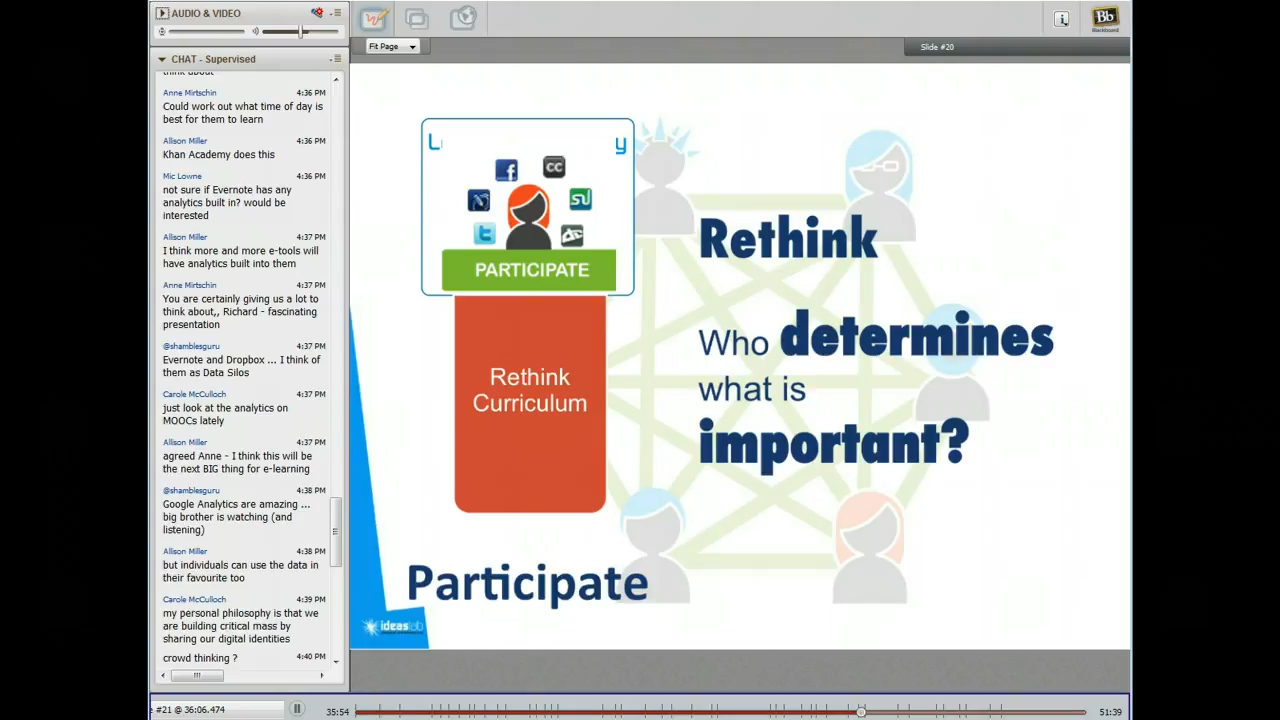 AUDIO & VIDEO
CHAT - Supervised
think about
Anne Mirtschin 4:36 PM
Could work out what time of day is
best for them to learn
Allison Miller 4:36 PM
Khan Academy does this
Mic Lowne 4:36 PM
not sure if Evernote has any
analytics built in? would be
interested
Allison Miller 4:37 PM
I think more and more e-tools will
have analytics built into them
Anne Mirtschin 4:37 PM
You are certainly giving us a lot to
think about,, Richard - fascinating
presentation
@shamblesguru 4:37 PM
Evernote and Dropbox ... I think of
them as Data Silos
Carole McCulloch 4:37 PM
just look at the analytics on
MOOCs lately
Allison Miller 4:37 PM
agreed Anne - I think this will be
the next BIG thing for e-learning
@shamblesguru 4:38 PM
Google Analytics are amazing ...
big brother is watching (and
listening)
Allison Miller 4:38 PM
but individuals can use the data in
their favourite too
Carole McCulloch 4:39 PM
my personal philosophy is that we
are building critical mass by
sharing our digital identities
crowd thinking ? 4:40 PM
#21 @ 36:06.474
Fit Page
Slide #20
Bb
Blackboard
L y
cc
PARTICIPATE
Rethink
Curriculum
Participate
ideaslab
Rethink
Who determines
what is
important?
35:54
51:39